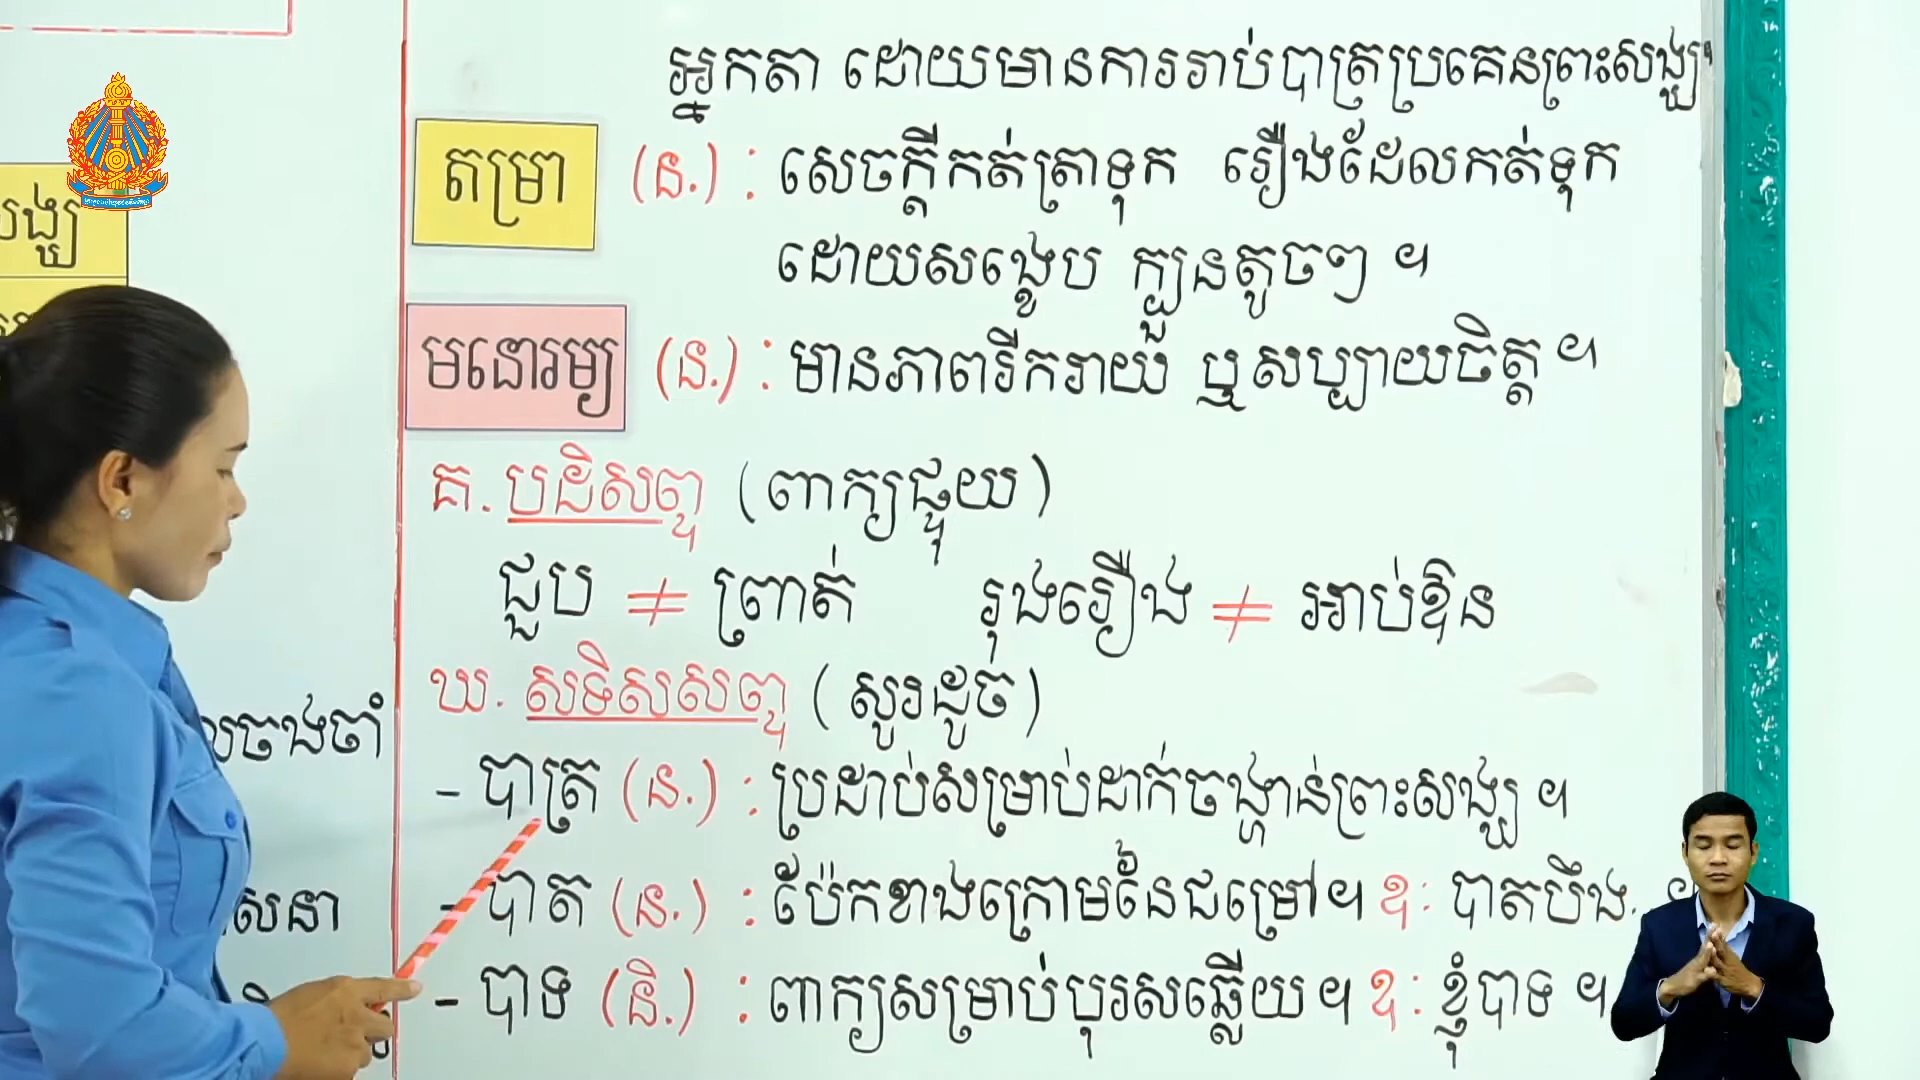 អ្នកតា ដោយមានការរាប់បាត្រប្រគេនព្រះសង្ឃ។
តម្រា (ន.) : សេចក្តីកត់ត្រាទុក រឿងដែលកត់ទុក
ដោយសង្ខេប ក្បួនតូចៗ ។
មនោរម្យ (ន.) : មានភាពរីករាយ ឬសប្បាយចិត្ត ។
គ. បដិសព្ទ (ពាក្យផ្ទុយ)
ជួប ≠ ព្រាត់ រុងរឿង ≠ អាប់ឱន
ឃ. សទិសសព្ទ (សូរដូច)
- បាត្រ (ន.) : ប្រដាប់សម្រាប់ដាក់ចង្ហាន់ព្រះសង្ឃ ។
- បាត (ន.) : ប៉ែកខាងក្រោមនៃជម្រៅ។ ឧ: បាតបឹង. ។
- បាទ (និ.) : ពាក្យសម្រាប់បុរសឆ្លើយ ។ ឧ: ខ្ញុំបាទ ។